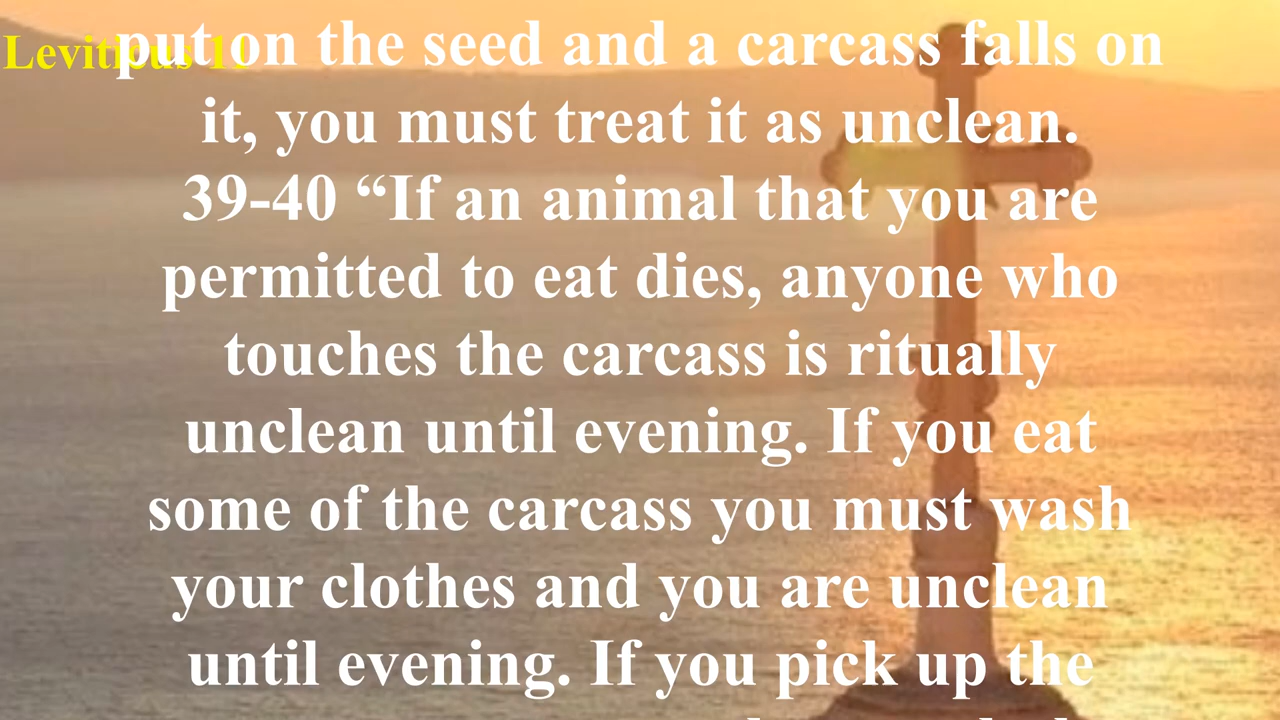 Leviticus 11
put on the seed and a carcass falls on
it, you must treat it as unclean.
39-40 “If an animal that you are
permitted to eat dies, anyone who
touches the carcass is ritually
unclean until evening. If you eat
some of the carcass you must wash
your clothes and you are unclean
until evening. If you pick up the